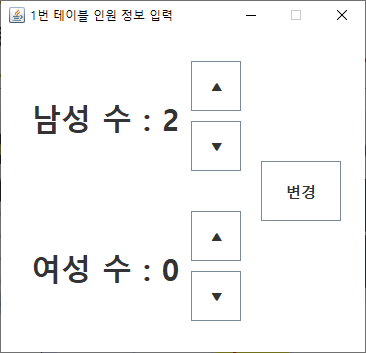 1번 테이블 인원 정보 입력
남성 수 : 2
▲
▼
변경
여성 수 : 0
▲
▼